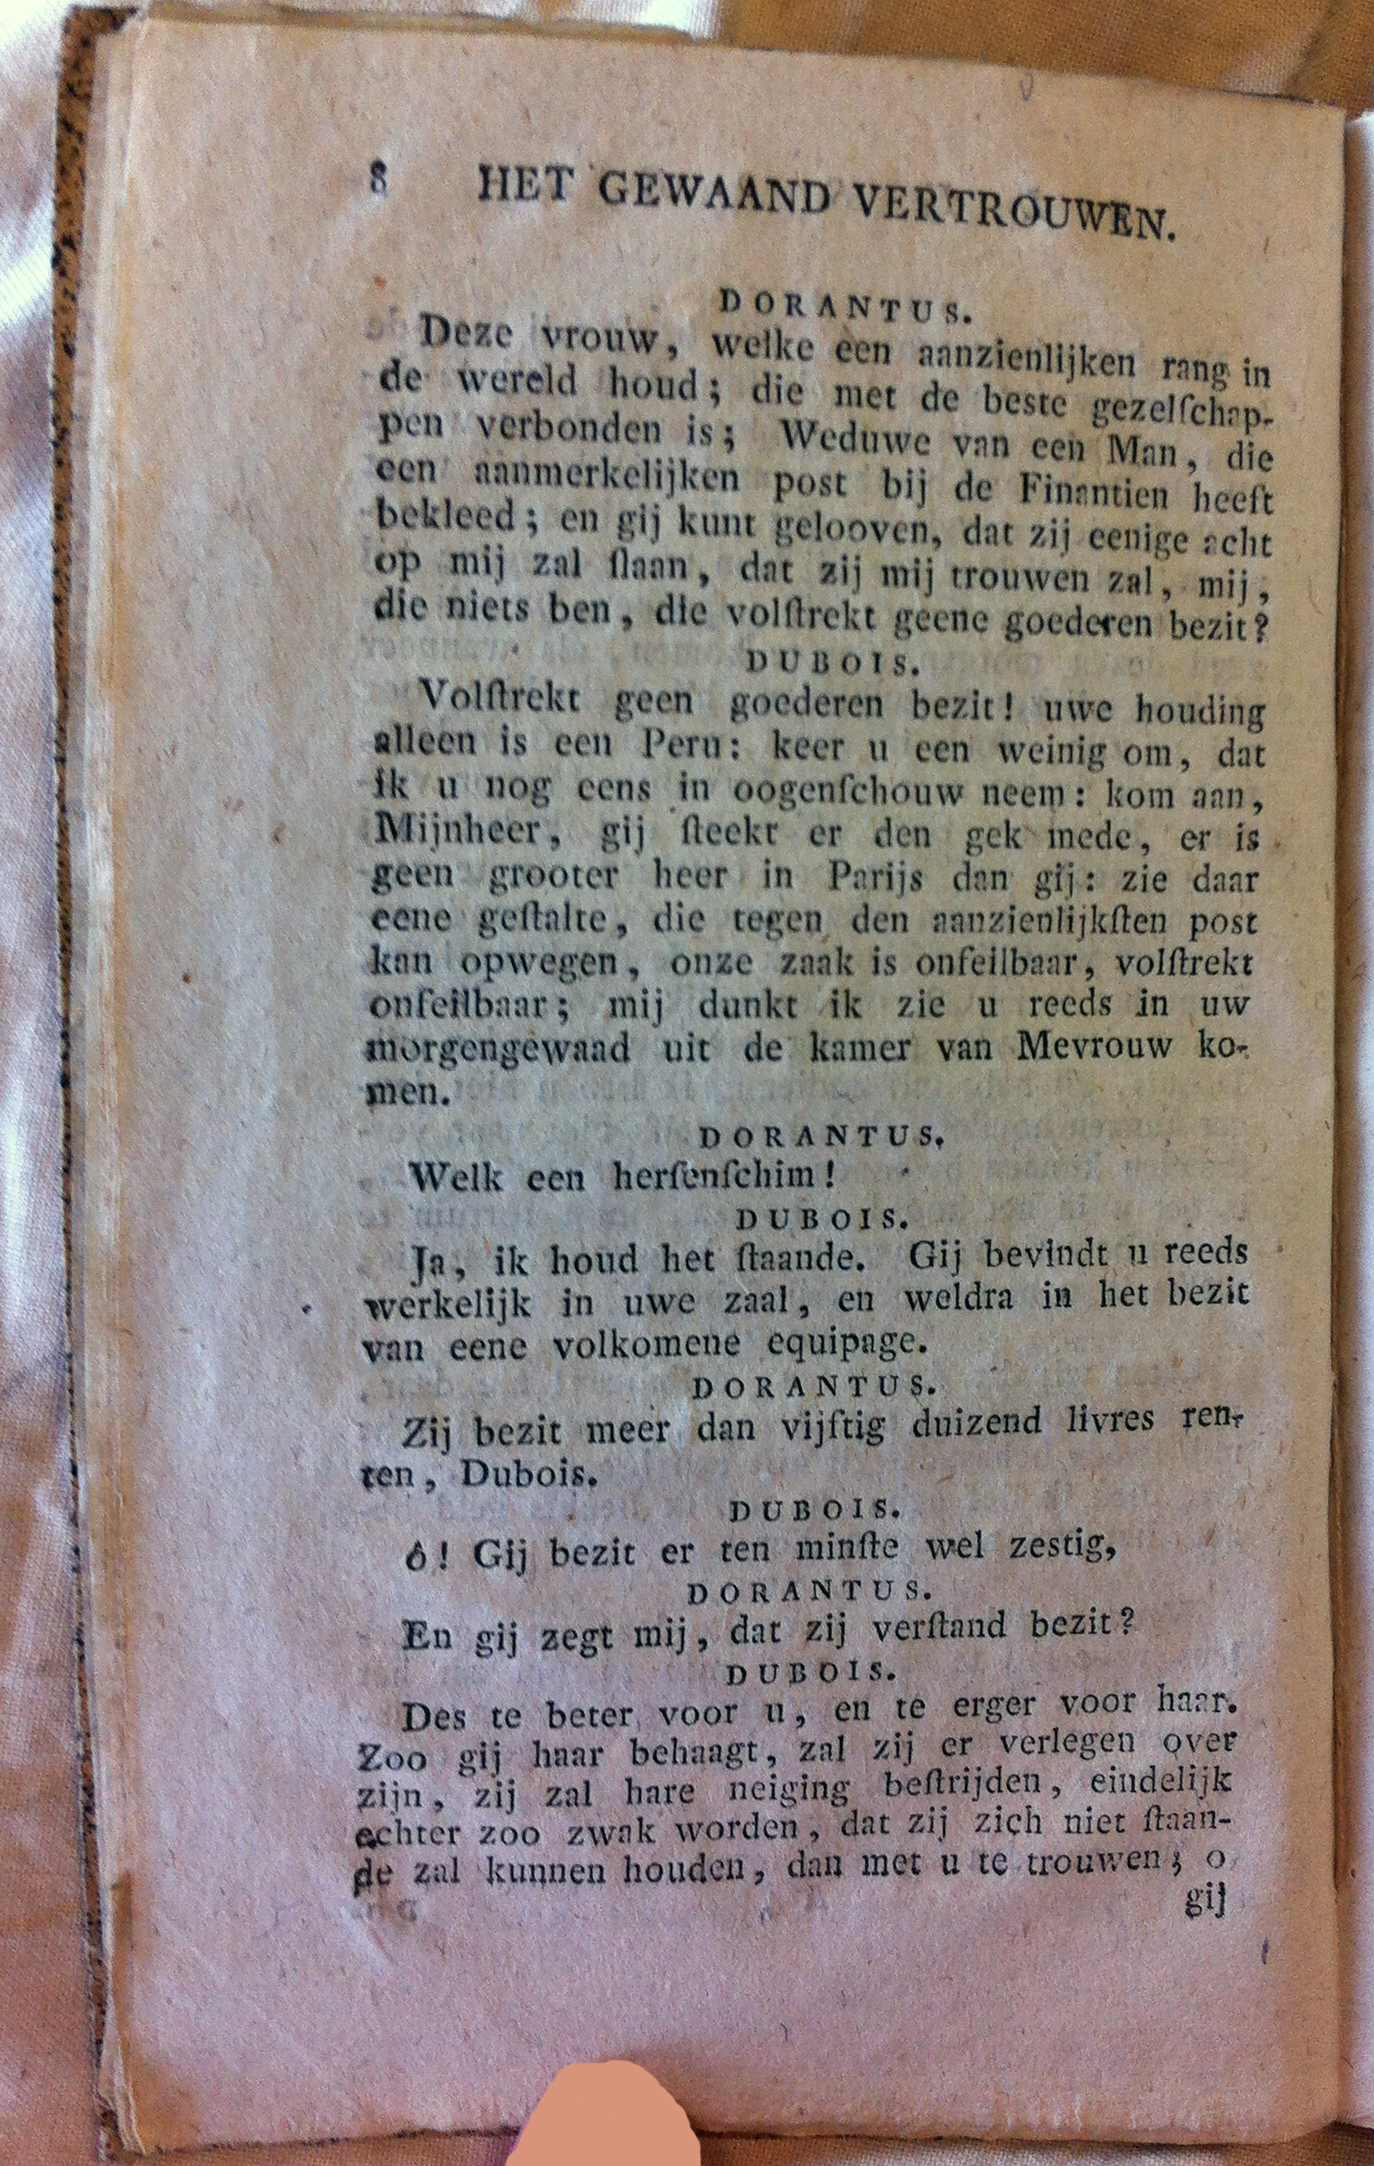 8 HET GEWAAND VERTROUWEN.
DORANTUS.
Deze vrouw, welke een aanzienlijken rang in
de wereld houd; die met de beste gezelſchap-
pen verbonden is; Weduwe van een Man, die
een aanmerkelijken post bij de Finantien heeft
bekleed; en gij kunt gelooven, dat zij eenige acht
op mij zal ſlaan, dat zij mij trouwen zal, mij,
die niets ben, die volſtrekt geene goederen bezit?
DUBOIS.
Volſtrekt geen goederen bezit! uwe houding
alleen is een Peru: keer u een weinig om, dat
ik u nog eens in oogenſchouw neem: kom aan,
Mijnheer, gij ſteekt er den gek mede, er is
geen grooter heer in Parijs dan gij: zie daar
eene geſtalte, die tegen den aanzienlijkſten post
kan opwegen, onze zaak is onfeilbaar, volſtrekt
onfeilbaar; mij dunkt ik zie u reeds in uw
morgengewaad uit de kamer van Mevrouw ko-
men.
DORANTUS.
Welk een herſenſchim!
DUBOIS.
Ja, ik houd het ſtaande. Gij bevindt u reeds
werkelijk in uwe zaal, en weldra in het bezit
van eene volkomene equipage.
DORANTUS.
Zij bezit meer dan vijftig duizend livres ren-
ten, Dubois.
DUBOIS.
ô! Gij bezit er ten minſte wel zestig,
DORANTUS.
En gij zegt mij, dat zij verſtand bezit?
DUBOIS.
Des te beter voor u, en te erger voor haar.
Zoo gij haar behaagt, zal zij er verlegen over
zijn, zij zal hare neiging beſtrijden, eindelijk
echter zoo zwak worden, dat zij zich niet ſtaan-
de zal kunnen houden, dan met u te trouwen; o
gij